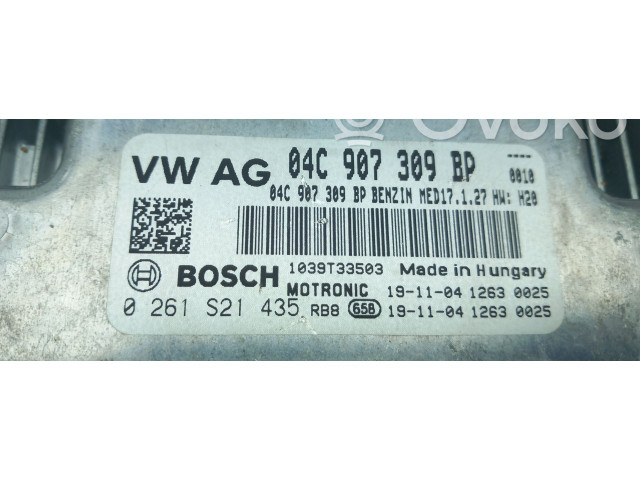 Ovoko
VW AG 04C 907 309 BP ----
0010
04C 907 309 BP BENZIN MED17.1.27 HW: H20
BOSCH 1039T33503 Made in Hungary
MOTRONIC 19-11-04 1263 0025
0 261 S21 435 RB8 658 19-11-04 1263 0025